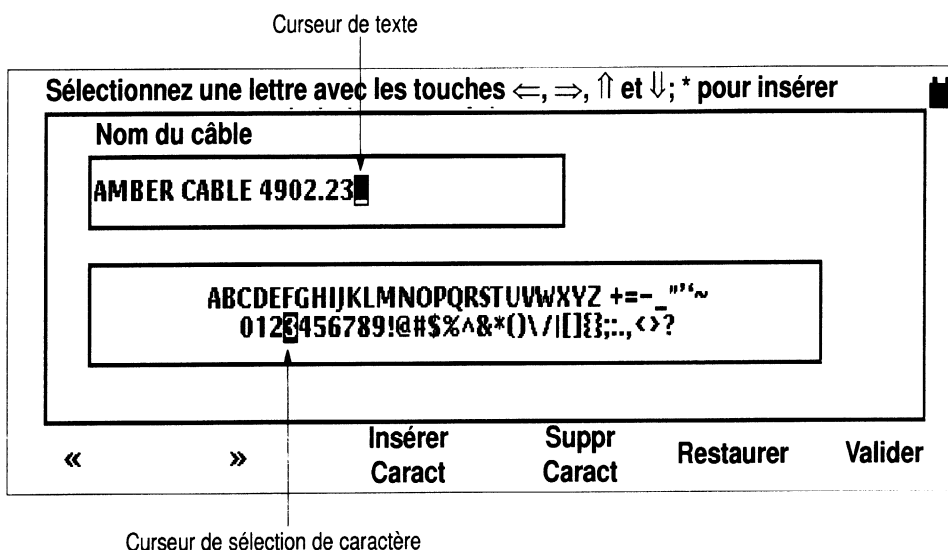 Curseur de texte
Sélectionnez une lettre avec les touches ⇐, ⇒, ⇑ et ⇓; * pour insérer
Nom du câble
AMBER CABLE 4902.23
ABCDEFGHIJKLMNOPQRSTUVWXYZ +=-_"'‘~
0123456789!@#$%^&*()\/|[]{};:.,<>?
« » Insérer Caract Suppr Caract Restaurer Valider
Curseur de sélection de caractère